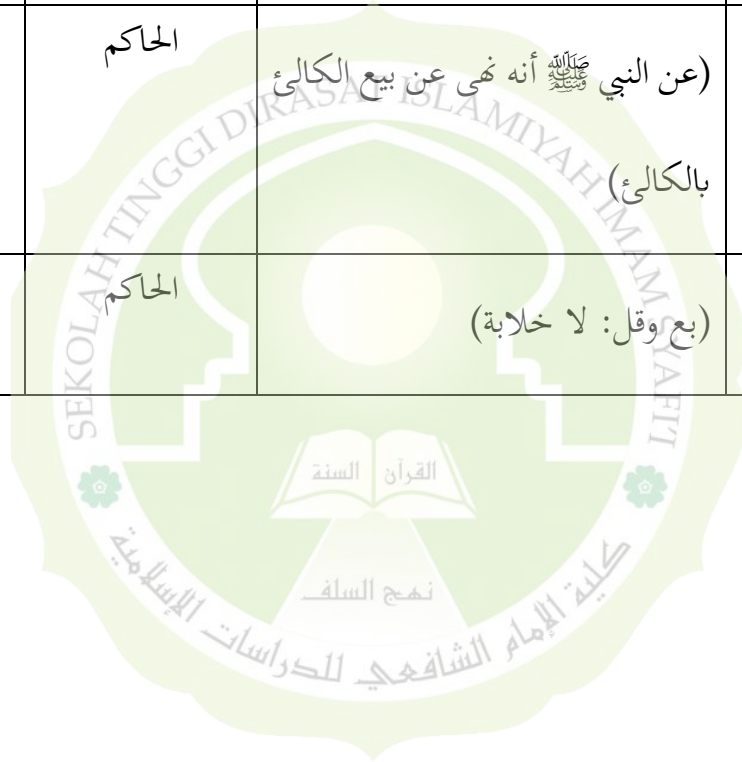 (عن النبي ﷺ أنه نهى عن بيع الكالئ
بالكالئ)
الحاكم
(بع وقل: لا خلابة)
الحاكم
SEKOLAH TINGGI DIRASAT ISLAMIYAH IMAM SYAFI'I
القرآن السنة
نهج السلف
كلية الإمام الشافعي للدراسات الإسلامية